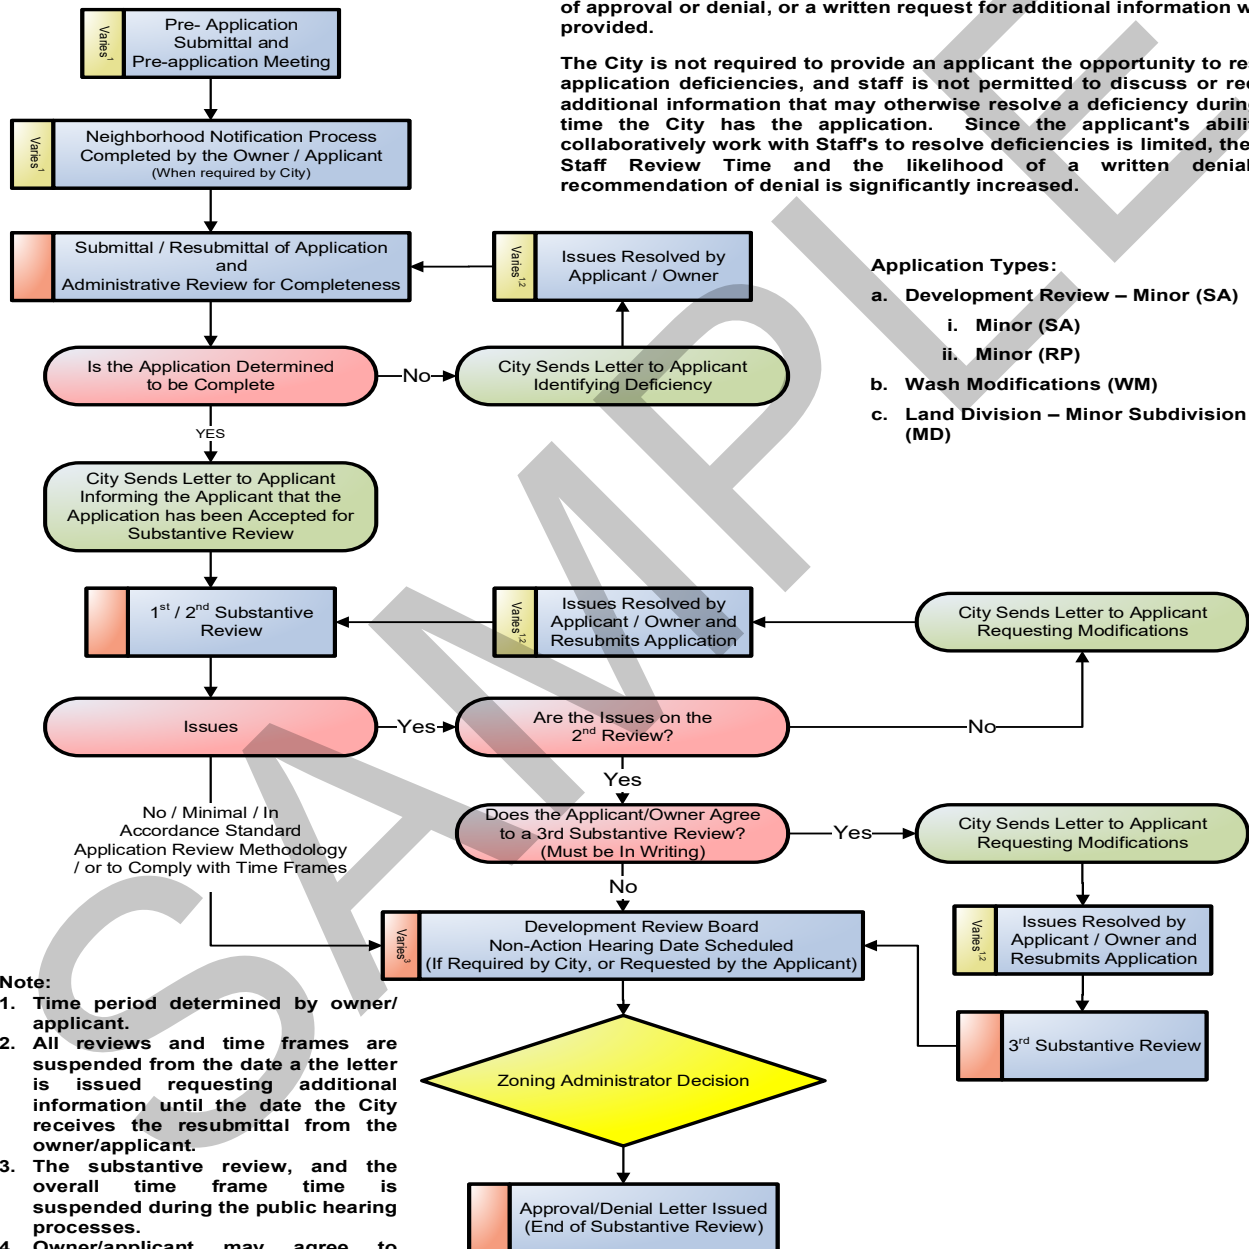 of approval or denial, or a written request for additional information w
provided.
The City is not required to provide an applicant the opportunity to res
application deficiencies, and staff is not permitted to discuss or req
additional information that may otherwise resolve a deficiency during
time the City has the application. Since the applicant's abilit
collaboratively work with Staff's to resolve deficiencies is limited, the
Staff Review Time and the likelihood of a written denial
recommendation of denial is significantly increased.
Varies1
Pre- Application
Submittal and
Pre-application Meeting
Varies1
Neighborhood Notification Process
Completed by the Owner / Applicant
(When required by City)
Submittal / Resubmittal of Application
and
Administrative Review for Completeness
Varies1,2
Issues Resolved by
Applicant / Owner
Application Types:
a. Development Review – Minor (SA)
i. Minor (SA)
ii. Minor (RP)
b. Wash Modifications (WM)
c. Land Division – Minor Subdivision
(MD)
Is the Application Determined
to be Complete
No
City Sends Letter to Applicant
Identifying Deficiency
YES
City Sends Letter to Applicant
Informing the Applicant that the
Application has been Accepted for
Substantive Review
1st / 2nd Substantive
Review
Varies1,2
Issues Resolved by
Applicant / Owner and
Resubmits Application
City Sends Letter to Applicant
Requesting Modifications
Issues
Yes
Are the Issues on the
2nd Review?
No
Yes
No / Minimal / In
Accordance Standard
Application Review Methodology
/ or to Comply with Time Frames
Does the Applicant/Owner Agree
to a 3rd Substantive Review?
(Must be In Writing)
Yes
City Sends Letter to Applicant
Requesting Modifications
No
Varies3
Development Review Board
Non-Action Hearing Date Scheduled
(If Required by City, or Requested by the Applicant)
Varies1,2
Issues Resolved by
Applicant / Owner and
Resubmits Application
3rd Substantive Review
Zoning Administrator Decision
Approval/Denial Letter Issued
(End of Substantive Review)
Note:
1. Time period determined by owner/
applicant.
2. All reviews and time frames are
suspended from the date a the letter
is issued requesting additional
information until the date the City
receives the resubmittal from the
owner/applicant.
3. The substantive review, and the
overall time frame time is
suspended during the public hearing
processes.
4. Owner/applicant may agree to
SAMPLE